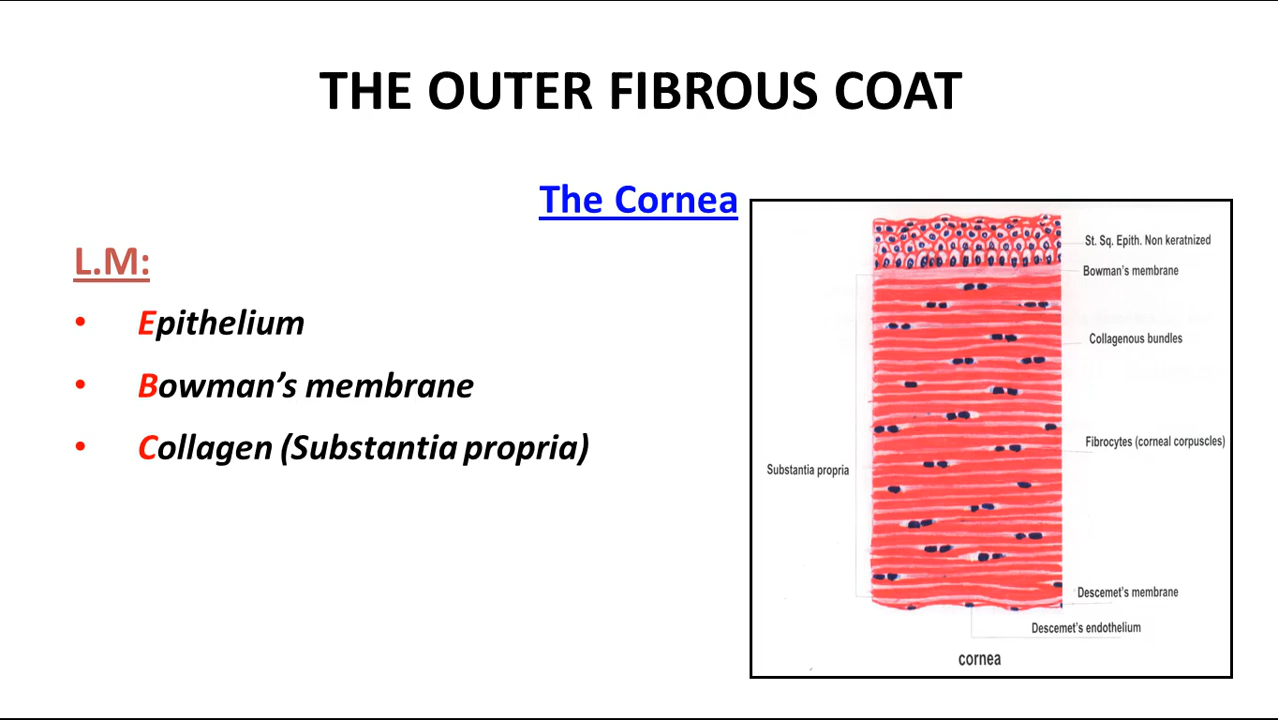 THE OUTER FIBROUS COAT
The Cornea
L.M:
• Epithelium
• Bowman's membrane
• Collagen (Substantia propria)
St. Sq. Epith. Non keratnized
Bowman's membrane
Collagenous bundles
Fibrocytes (corneal corpuscles)
Substantia propria
Descemet's membrane
Descemet's endothelium
cornea